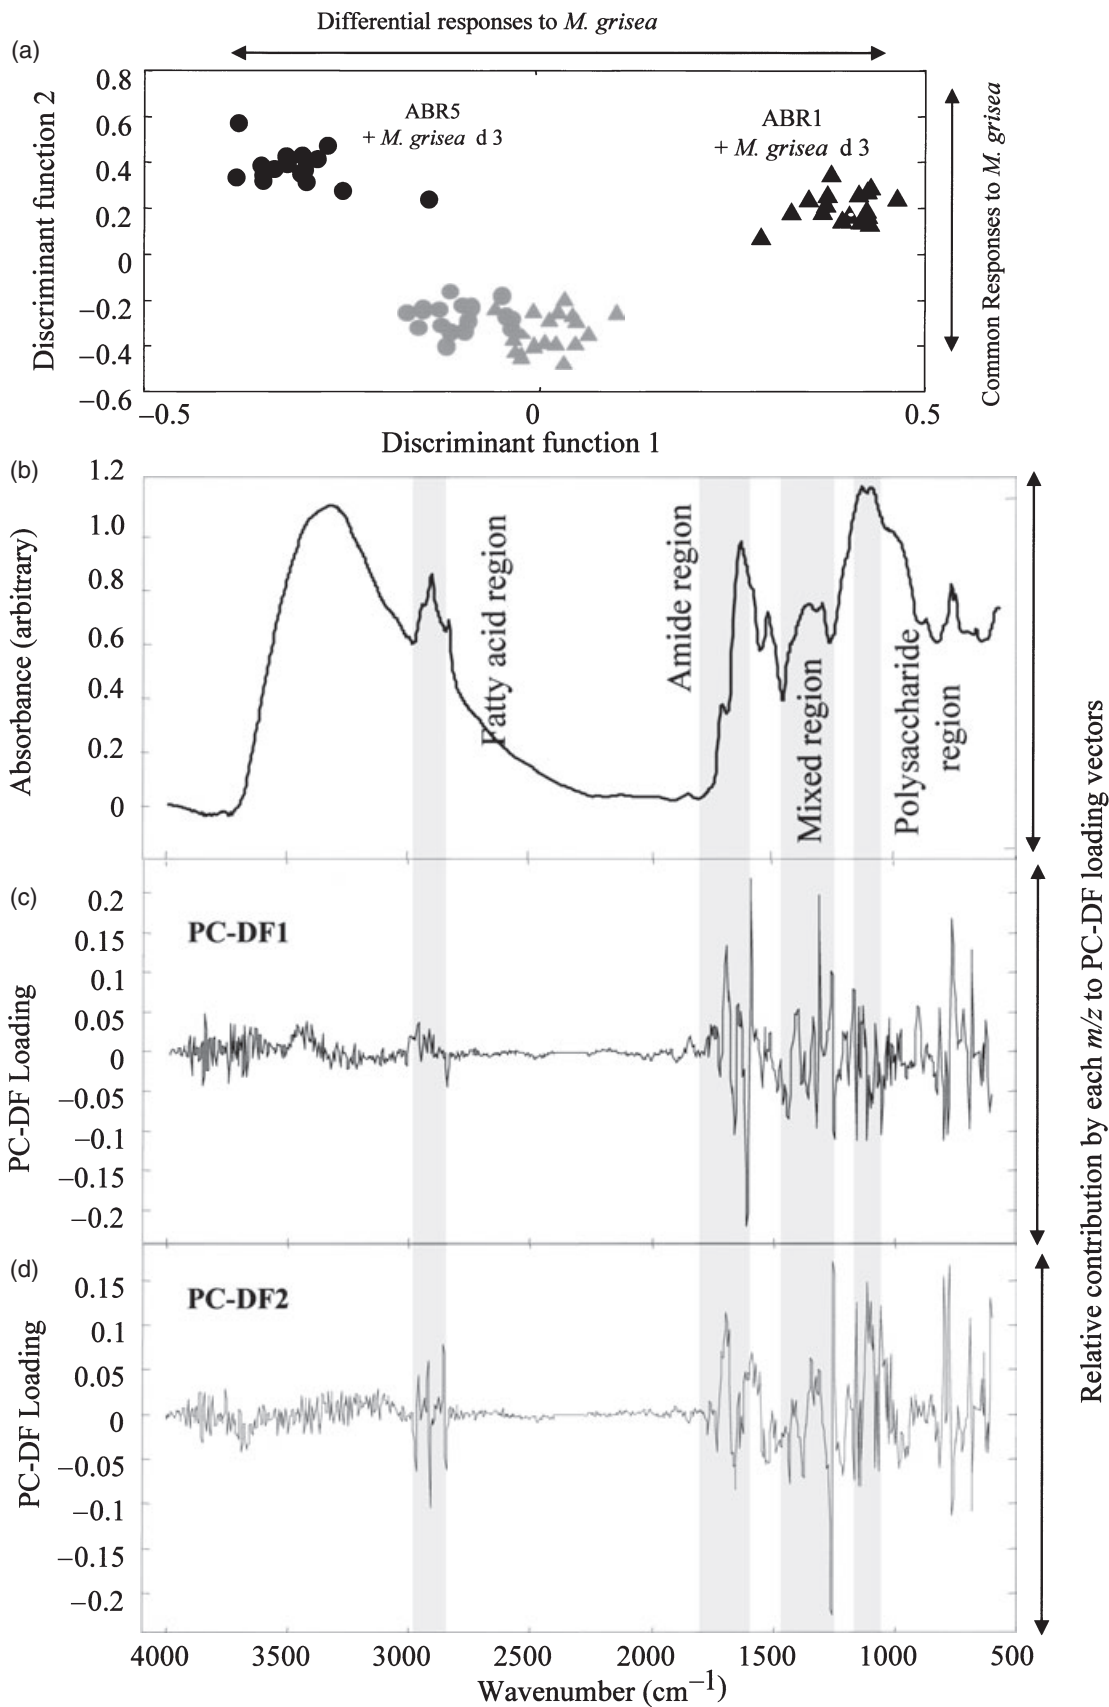 Differential responses to M. grisea
(a)
0.8
0.6
0.4
0.2
0
−0.2
−0.4
−0.6
Discriminant function 2
ABR5
+ M. grisea d 3
ABR1
+ M. grisea d 3
Common Responses to M. grisea
−0.5
0
0.5
Discriminant function 1
(b)
1.2
1.0
0.8
0.6
0.4
0.2
0
Absorbance (arbitrary)
Fatty acid region
Amide region
Mixed region
Polysaccharide
region
(c)
PC-DF1
0.2
0.15
0.1
0.05
0
−0.05
−0.1
−0.15
−0.2
PC-DF Loading
(d)
PC-DF2
0.15
0.1
0.05
0
−0.05
−0.1
−0.15
−0.2
PC-DF Loading
Relative contribution by each m/z to PC-DF loading vectors
4000
3500
3000
2500
2000
1500
1000
500
Wavenumber (cm−1)